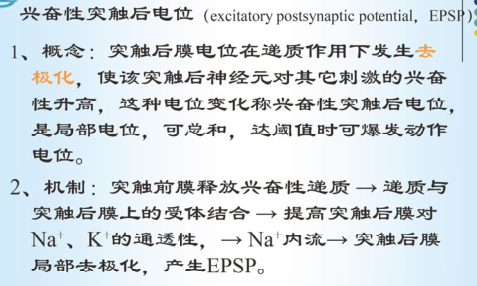 兴奋性突触后电位（excitatory postsynaptic potential，EPSP）
1、概念：突触后膜电位在递质作用下发生去
极化，使该突触后神经元对其它刺激的兴奋
性升高，这种电位变化称兴奋性突触后电位，
是局部电位，可总和，达阈值时可爆发动作
电位。
2、机制：突触前膜释放兴奋性递质 → 递质与
突触后膜上的受体结合 → 提高突触后膜对
Na⁺、K⁺的通透性，→ Na⁺内流→ 突触后膜
局部去极化，产生EPSP。